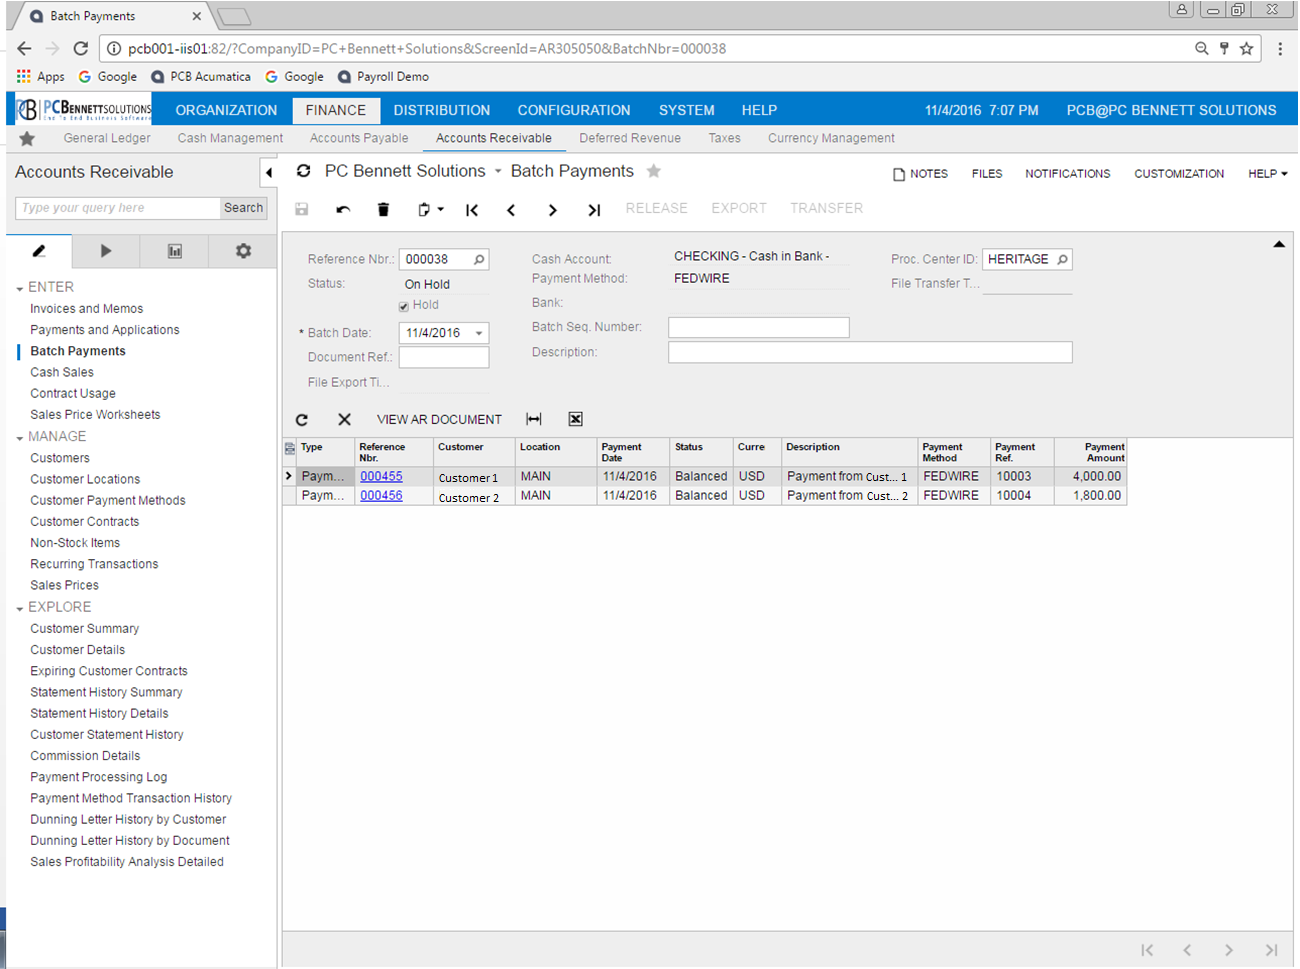 Batch Payments
pcb001-iis01:82/?CompanyID=PC+Bennett+Solutions&ScreenId=AR305050&BatchNbr=000038
Apps Google PCB Acumatica Google Payroll Demo
PCBENNETTSOLUTIONS
End To End Business Software
ORGANIZATION FINANCE DISTRIBUTION CONFIGURATION SYSTEM HELP 11/4/2016 7:07 PM PCB@PC BENNETT SOLUTIONS
General Ledger Cash Management Accounts Payable Accounts Receivable Deferred Revenue Taxes Currency Management
Accounts Receivable
Type your query here Search
ENTER
Invoices and Memos
Payments and Applications
Batch Payments
Cash Sales
Contract Usage
Sales Price Worksheets
MANAGE
Customers
Customer Locations
Customer Payment Methods
Customer Contracts
Non-Stock Items
Recurring Transactions
Sales Prices
EXPLORE
Customer Summary
Customer Details
Expiring Customer Contracts
Statement History Summary
Statement History Details
Customer Statement History
Commission Details
Payment Processing Log
Payment Method Transaction History
Dunning Letter History by Customer
Dunning Letter History by Document
Sales Profitability Analysis Detailed
PC Bennett Solutions Batch Payments
NOTES FILES NOTIFICATIONS CUSTOMIZATION HELP
RELEASE EXPORT TRANSFER
Reference Nbr.: 000038
Status: On Hold
Hold
* Batch Date: 11/4/2016
Document Ref.:
File Export Ti...
Cash Account: CHECKING - Cash in Bank -
Payment Method: FEDWIRE
Bank:
Batch Seq. Number:
Description:
Proc. Center ID: HERITAGE
File Transfer T...
VIEW AR DOCUMENT
Type Reference Nbr. Customer Location Payment Date Status Curre Description Payment Method Payment Ref. Payment Amount
Paym... 000455 Customer 1 MAIN 11/4/2016 Balanced USD Payment from Cust... 1 FEDWIRE 10003 4,000.00
Paym... 000456 Customer 2 MAIN 11/4/2016 Balanced USD Payment from Cust... 2 FEDWIRE 10004 1,800.00